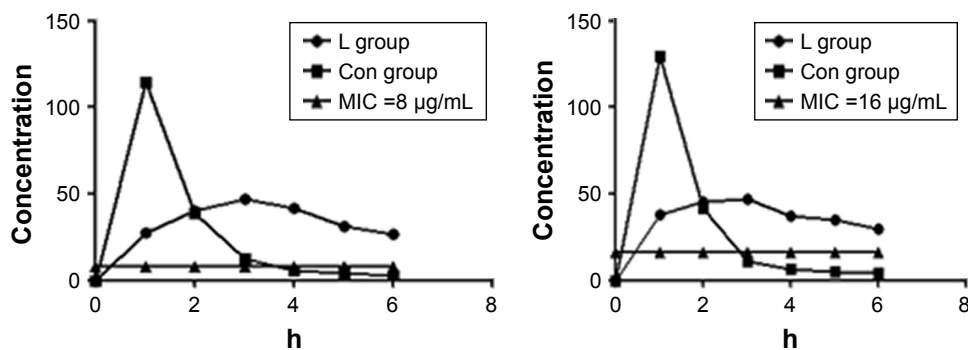 150
100
50
0
0
2
4
6
8
Concentration
h
L group
Con group
MIC =8 µg/mL
150
100
50
0
0
2
4
6
8
Concentration
h
L group
Con group
MIC =16 µg/mL